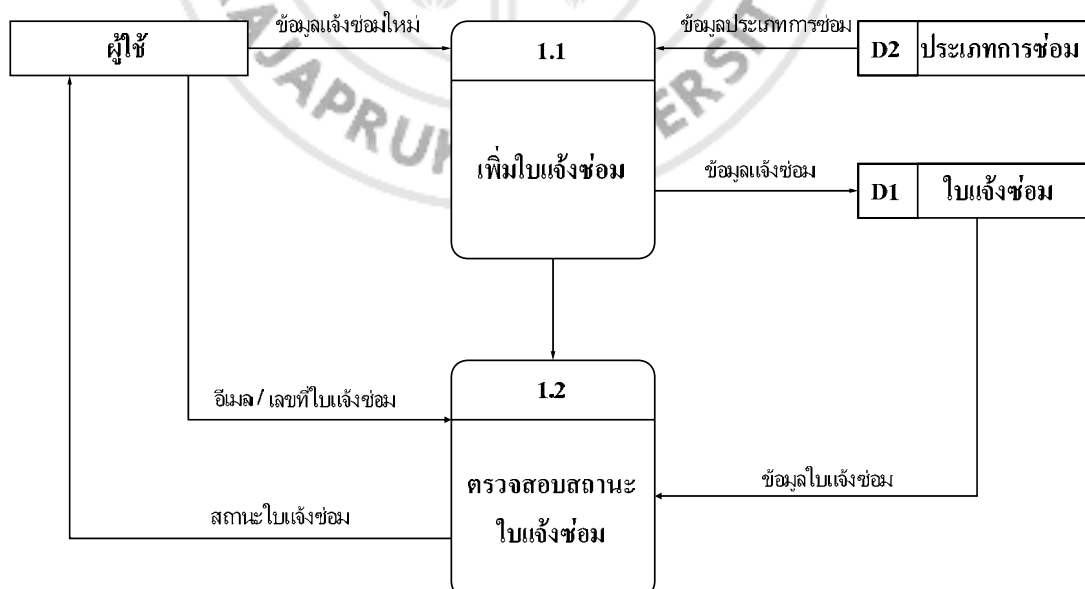 ผู้ใช้
ข้อมูลแจ้งซ่อมใหม่
1.1
เพิ่มใบแจ้งซ่อม
ข้อมูลประเภทการซ่อม
D2 ประเภทการซ่อม
ข้อมูลแจ้งซ่อม
D1 ใบแจ้งซ่อม
อีเมล / เลขที่ใบแจ้งซ่อม
1.2
ตรวจสอบสถานะ
ใบแจ้งซ่อม
ข้อมูลใบแจ้งซ่อม
สถานะใบแจ้งซ่อม